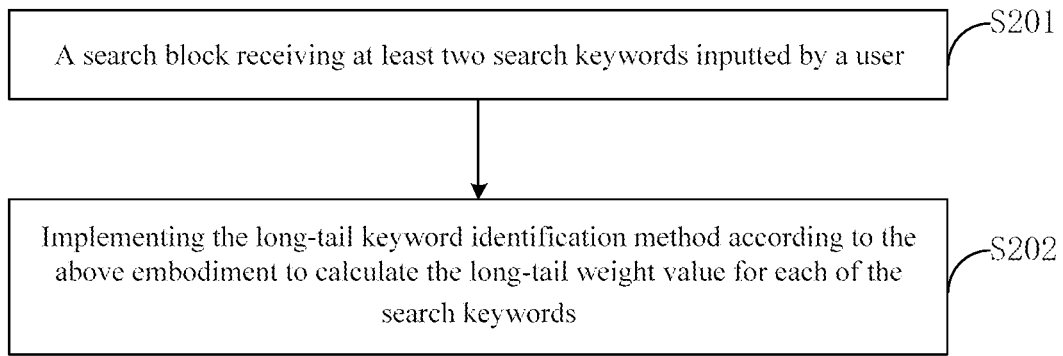 A search block receiving at least two search keywords inputted by a user
S201
Implementing the long-tail keyword identification method according to the
above embodiment to calculate the long-tail weight value for each of the
search keywords
S202